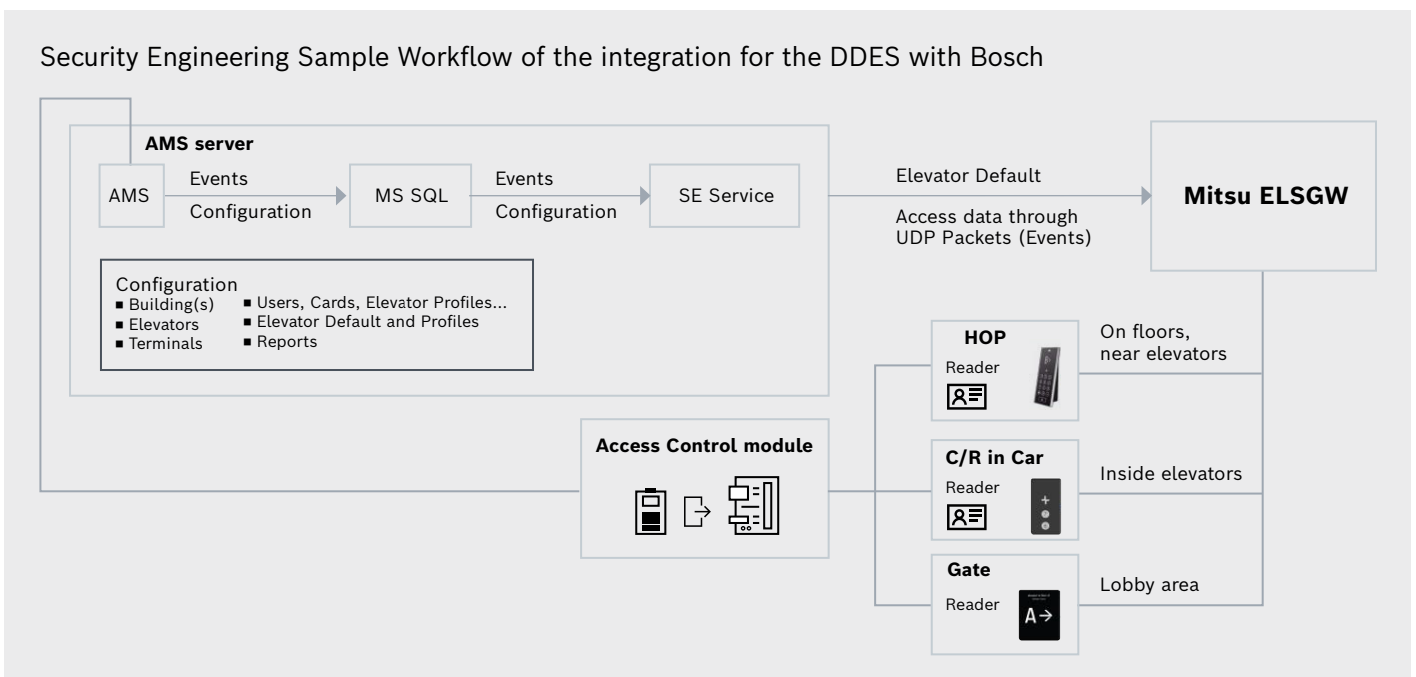 Security Engineering Sample Workflow of the integration for the DDES with Bosch
AMS server
AMS
Events
Configuration
MS SQL
Events
Configuration
SE Service
Elevator Default
Access data through
UDP Packets (Events)
Mitsu ELSGW
Configuration
▪ Building(s)
▪ Elevators
▪ Terminals
▪ Users, Cards, Elevator Profiles...
▪ Elevator Default and Profiles
▪ Reports
HOP
Reader
On floors,
near elevators
Access Control module
C/R in Car
Reader
Inside elevators
Gate
Reader
A→
Lobby area